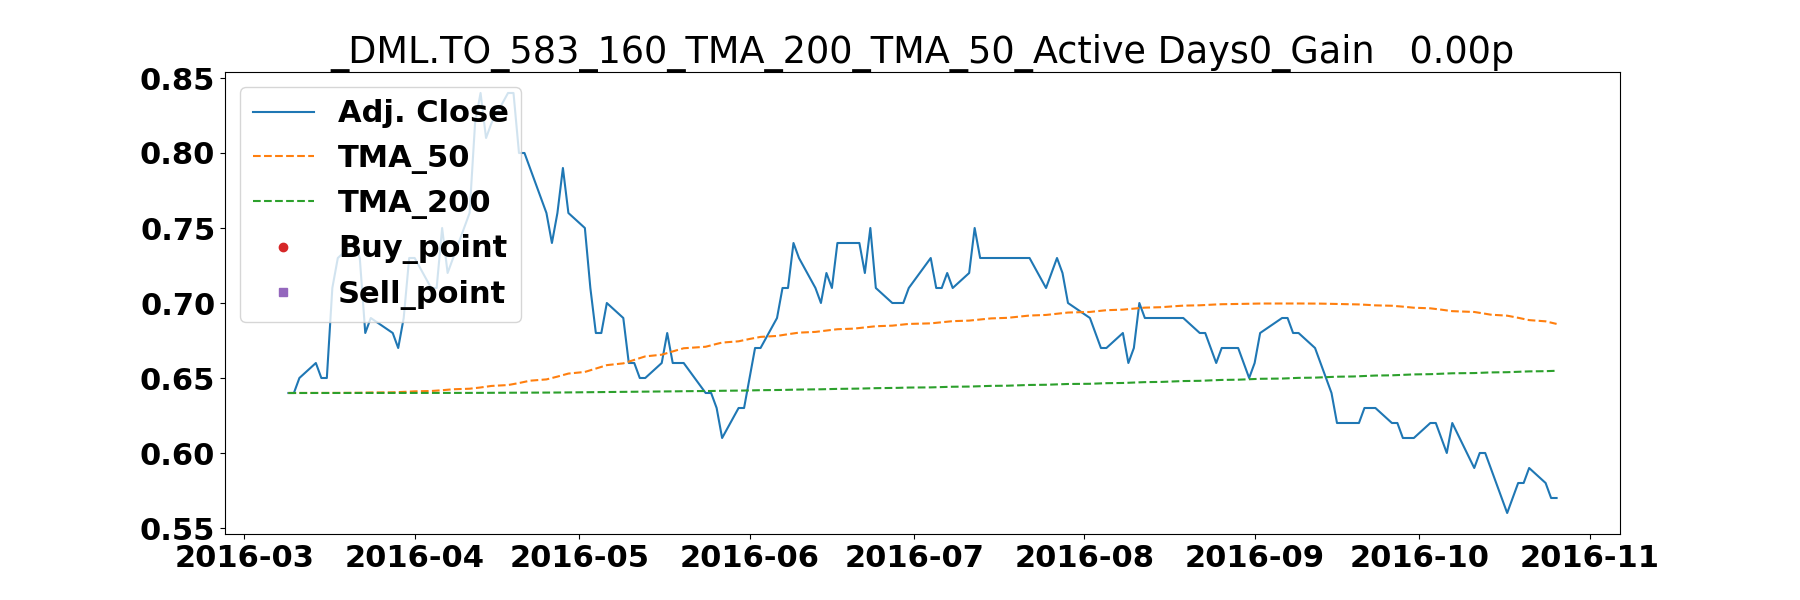 _DML.TO_583_160_TMA_200_TMA_50_Active Days0_Gain   0.00p
0.85
0.80
0.75
0.70
0.65
0.60
0.55
Adj. Close
TMA_50
TMA_200
Buy_point
Sell_point
2016-03 2016-04 2016-05 2016-06 2016-07 2016-08 2016-09 2016-10 2016-11